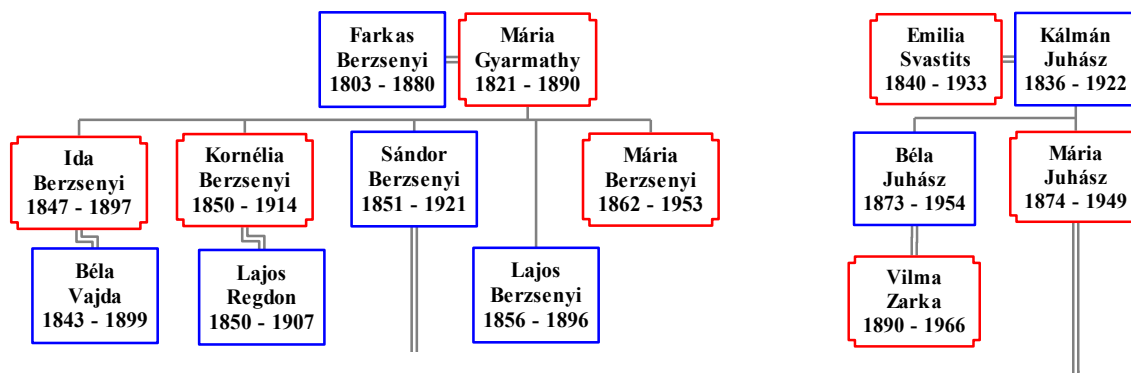 Farkas
Berzsenyi
1803 - 1880
Mária
Gyarmathy
1821 - 1890
Emilia
Svastits
1840 - 1933
Kálmán
Juhász
1836 - 1922
Ida
Berzsenyi
1847 - 1897
Kornélia
Berzsenyi
1850 - 1914
Sándor
Berzsenyi
1851 - 1921
Mária
Berzsenyi
1862 - 1953
Béla
Juhász
1873 - 1954
Mária
Juhász
1874 - 1949
Béla
Vajda
1843 - 1899
Lajos
Regdon
1850 - 1907
Lajos
Berzsenyi
1856 - 1896
Vilma
Zarka
1890 - 1966